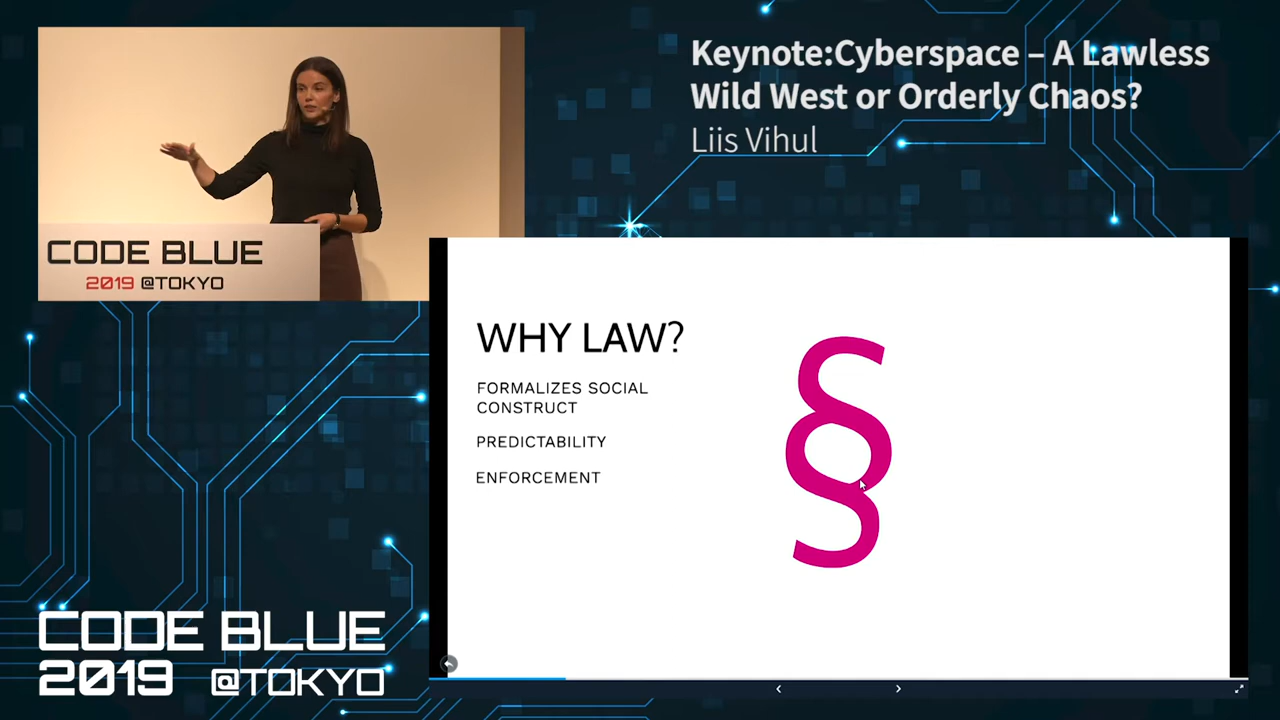 Keynote:Cyberspace – A Lawless
Wild West or Orderly Chaos?
Liis Vihul
CODE BLUE
2019 @TOKYO
WHY LAW?
FORMALIZES SOCIAL
CONSTRUCT
PREDICTABILITY
ENFORCEMENT
§
CODE BLUE
2019 @TOKYO